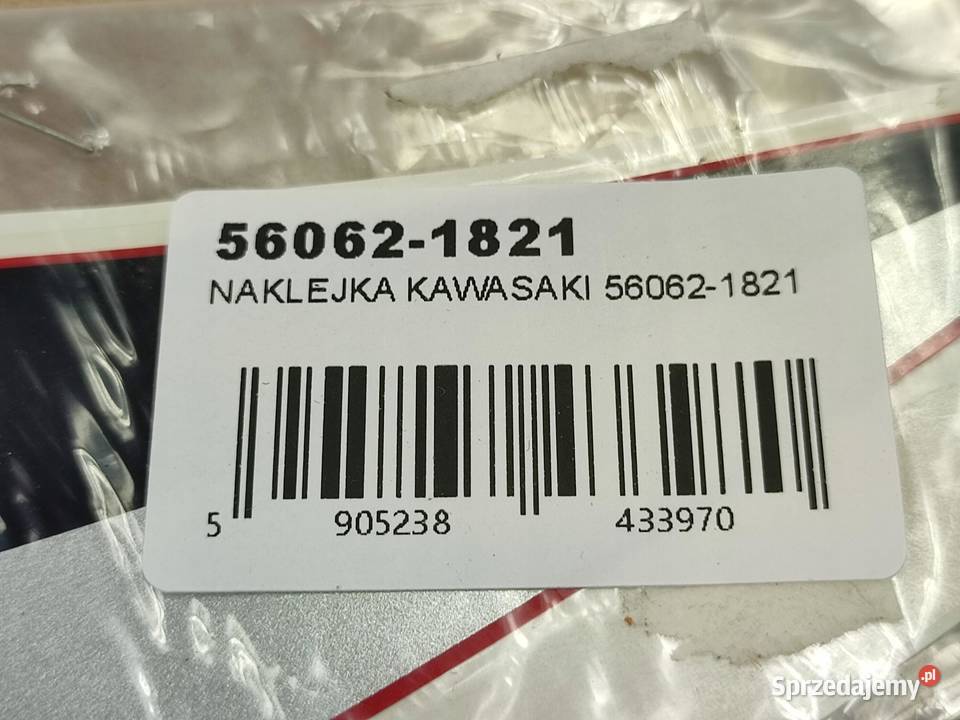 56062-1821
NAKLEJKA KAWASAKI 56062-1821
5 905238 433970
Sprzedajemy.pl